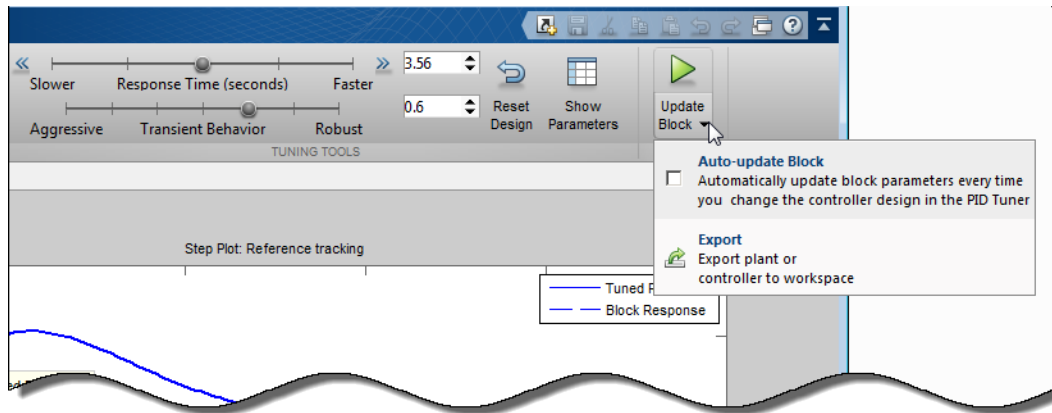 Slower Response Time (seconds) Faster 3.56
Aggressive Transient Behavior Robust 0.6
Reset
Design
Show
Parameters
Update
Block
TUNING TOOLS
Auto-update Block
Automatically update block parameters every time
you change the controller design in the PID Tuner
Export
Export plant or
controller to workspace
Step Plot: Reference tracking
Tuned
Block Response